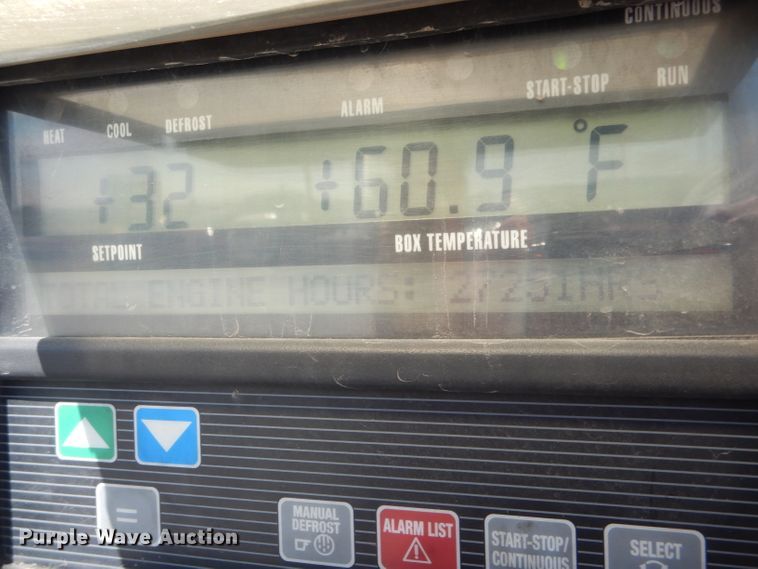 CONTINUOUS
HEAT COOL DEFROST ALARM START-STOP RUN
+32 +60.9 °F
SETPOINT BOX TEMPERATURE
TOTAL ENGINE HOURS:
MANUAL
DEFROST
ALARM LIST
START-STOP/
CONTINUOUS
SELECT
=
Purple Wave Auction